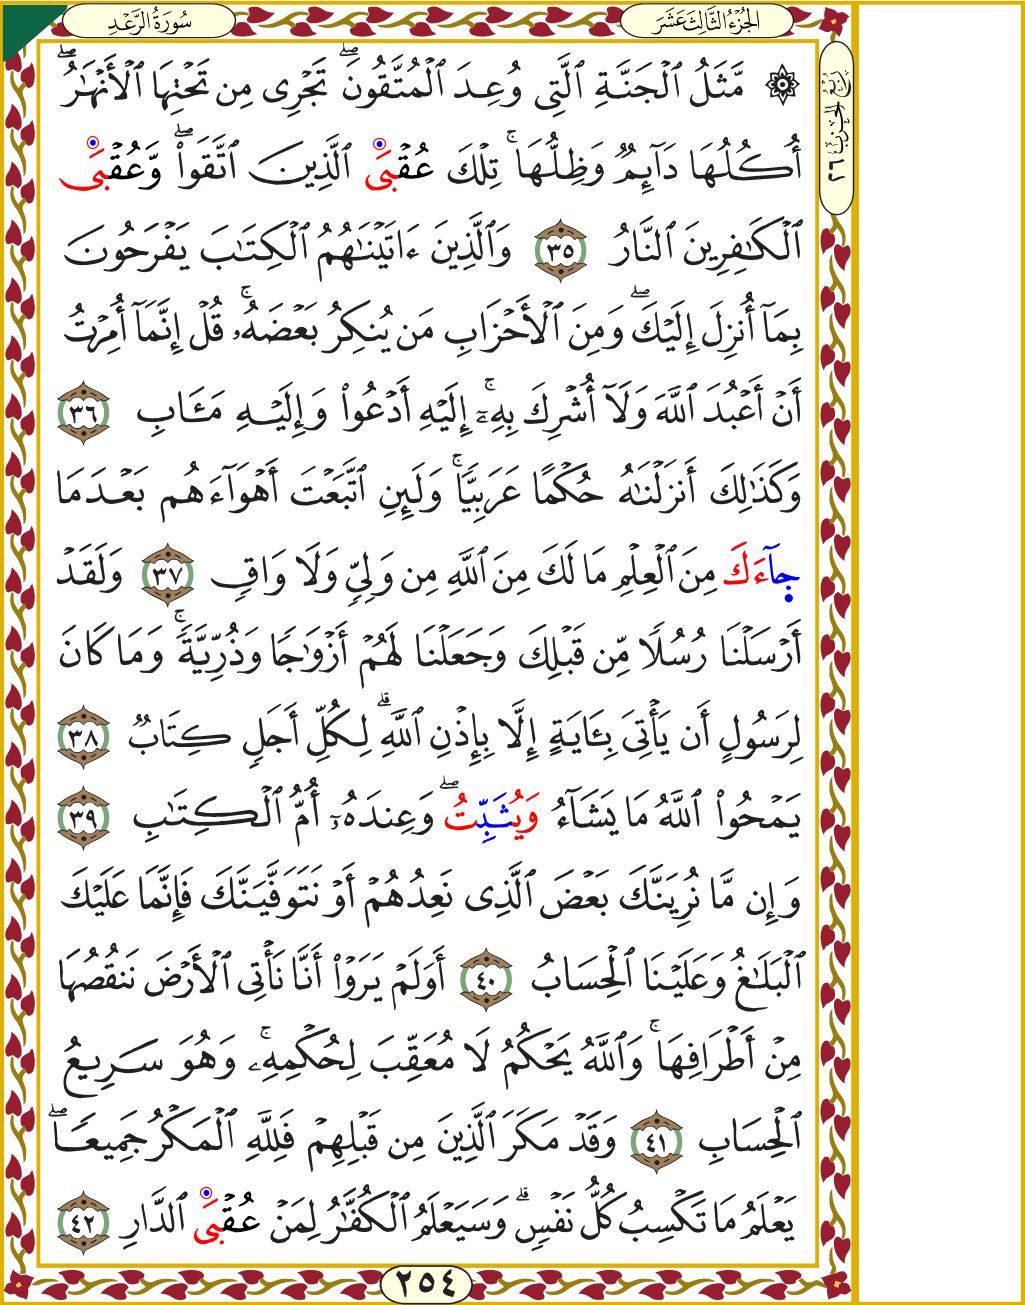 سُورَةُ الرَّعْدِ
الجُزْءُ الثَّالِثَ عَشَرَ
۞ مَّثَلُ ٱلْجَنَّةِ ٱلَّتِى وُعِدَ ٱلْمُتَّقُونَ ۖ تَجْرِى مِن تَحْتِهَا ٱلْأَنْهَٰرُ ۖ
أُكُلُهَا دَآئِمٌ وَظِلُّهَا ۚ تِلْكَ عُقْبَى ٱلَّذِينَ ٱتَّقَوا۟ ۖ وَّعُقْبَى
ٱلْكَٰفِرِينَ ٱلنَّارُ ٣٥ وَٱلَّذِينَ ءَاتَيْنَٰهُمُ ٱلْكِتَٰبَ يَفْرَحُونَ
بِمَآ أُنزِلَ إِلَيْكَ ۖ وَمِنَ ٱلْأَحْزَابِ مَن يُنكِرُ بَعْضَهُۥ ۚ قُلْ إِنَّمَآ أُمِرْتُ
أَنْ أَعْبُدَ ٱللَّهَ وَلَآ أُشْرِكَ بِهِۦٓ ۚ إِلَيْهِ أَدْعُوا۟ وَإِلَيْهِ مَـَٔابِ ٣٦
وَكَذَٰلِكَ أَنزَلْنَٰهُ حُكْمًا عَرَبِيًّا ۚ وَلَئِنِ ٱتَّبَعْتَ أَهْوَآءَهُم بَعْدَمَا
جَآءَكَ مِنَ ٱلْعِلْمِ مَا لَكَ مِنَ ٱللَّهِ مِن وَلِىٍّ وَلَا وَاقٍ ٣٧ وَلَقَدْ
أَرْسَلْنَا رُسُلًا مِّن قَبْلِكَ وَجَعَلْنَا لَهُمْ أَزْوَٰجًا وَذُرِّيَّةً ۚ وَمَا كَانَ
لِرَسُولٍ أَن يَأْتِىَ بِـَٔايَةٍ إِلَّا بِإِذْنِ ٱللَّهِ ۗ لِكُلِّ أَجَلٍ كِتَابٌ ٣٨
يَمْحُوا۟ ٱللَّهُ مَا يَشَآءُ وَيُثَبِّتُ ۖ وَعِندَهُۥٓ أُمُّ ٱلْكِتَٰبِ ٣٩
وَإِن مَّا نُرِيَنَّكَ بَعْضَ ٱلَّذِى نَعِدُهُمْ أَوْ نَتَوَفَّيَنَّكَ فَإِنَّمَا عَلَيْكَ
ٱلْبَلَٰغُ وَعَلَيْنَا ٱلْحِسَابُ ٤٠ أَوَلَمْ يَرَوْا۟ أَنَّا نَأْتِى ٱلْأَرْضَ نَنقُصُهَا
مِنْ أَطْرَافِهَا ۚ وَٱللَّهُ يَحْكُمُ لَا مُعَقِّبَ لِحُكْمِهِۦ ۚ وَهُوَ سَرِيعُ
ٱلْحِسَابِ ٤١ وَقَدْ مَكَرَ ٱلَّذِينَ مِن قَبْلِهِمْ فَلِلَّهِ ٱلْمَكْرُ جَمِيعًا ۖ
يَعْلَمُ مَا تَكْسِبُ كُلُّ نَفْسٍ ۗ وَسَيَعْلَمُ ٱلْكُفَّٰرُ لِمَنْ عُقْبَى ٱلدَّارِ ٤٢
رُبْعُ الحِزْبِ ٢٦
٢٥٤